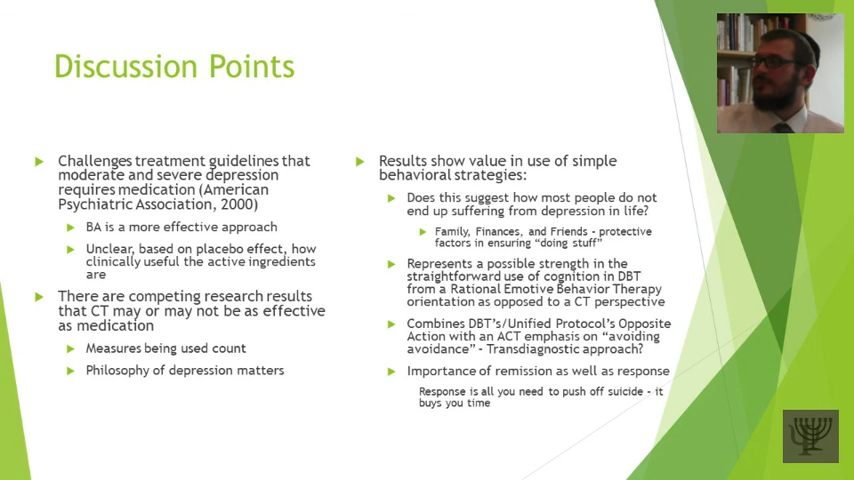 Discussion Points
Challenges treatment guidelines that
moderate and severe depression
requires medication (American
Psychiatric Association, 2000)
BA is a more effective approach
Unclear, based on placebo effect, how
clinically useful the active ingredients
are
There are competing research results
that CT may or may not be as effective
as medication
Measures being used count
Philosophy of depression matters
Results show value in use of simple
behavioral strategies:
Does this suggest how most people do not
end up suffering from depression in life?
Family, Finances, and Friends - protective
factors in ensuring “doing stuff”
Represents a possible strength in the
straightforward use of cognition in DBT
from a Rational Emotive Behavior Therapy
orientation as opposed to a CT perspective
Combines DBT's/Unified Protocol's Opposite
Action with an ACT emphasis on “avoiding
avoidance” - Transdiagnostic approach?
Importance of remission as well as response
Response is all you need to push off suicide - it
buys you time